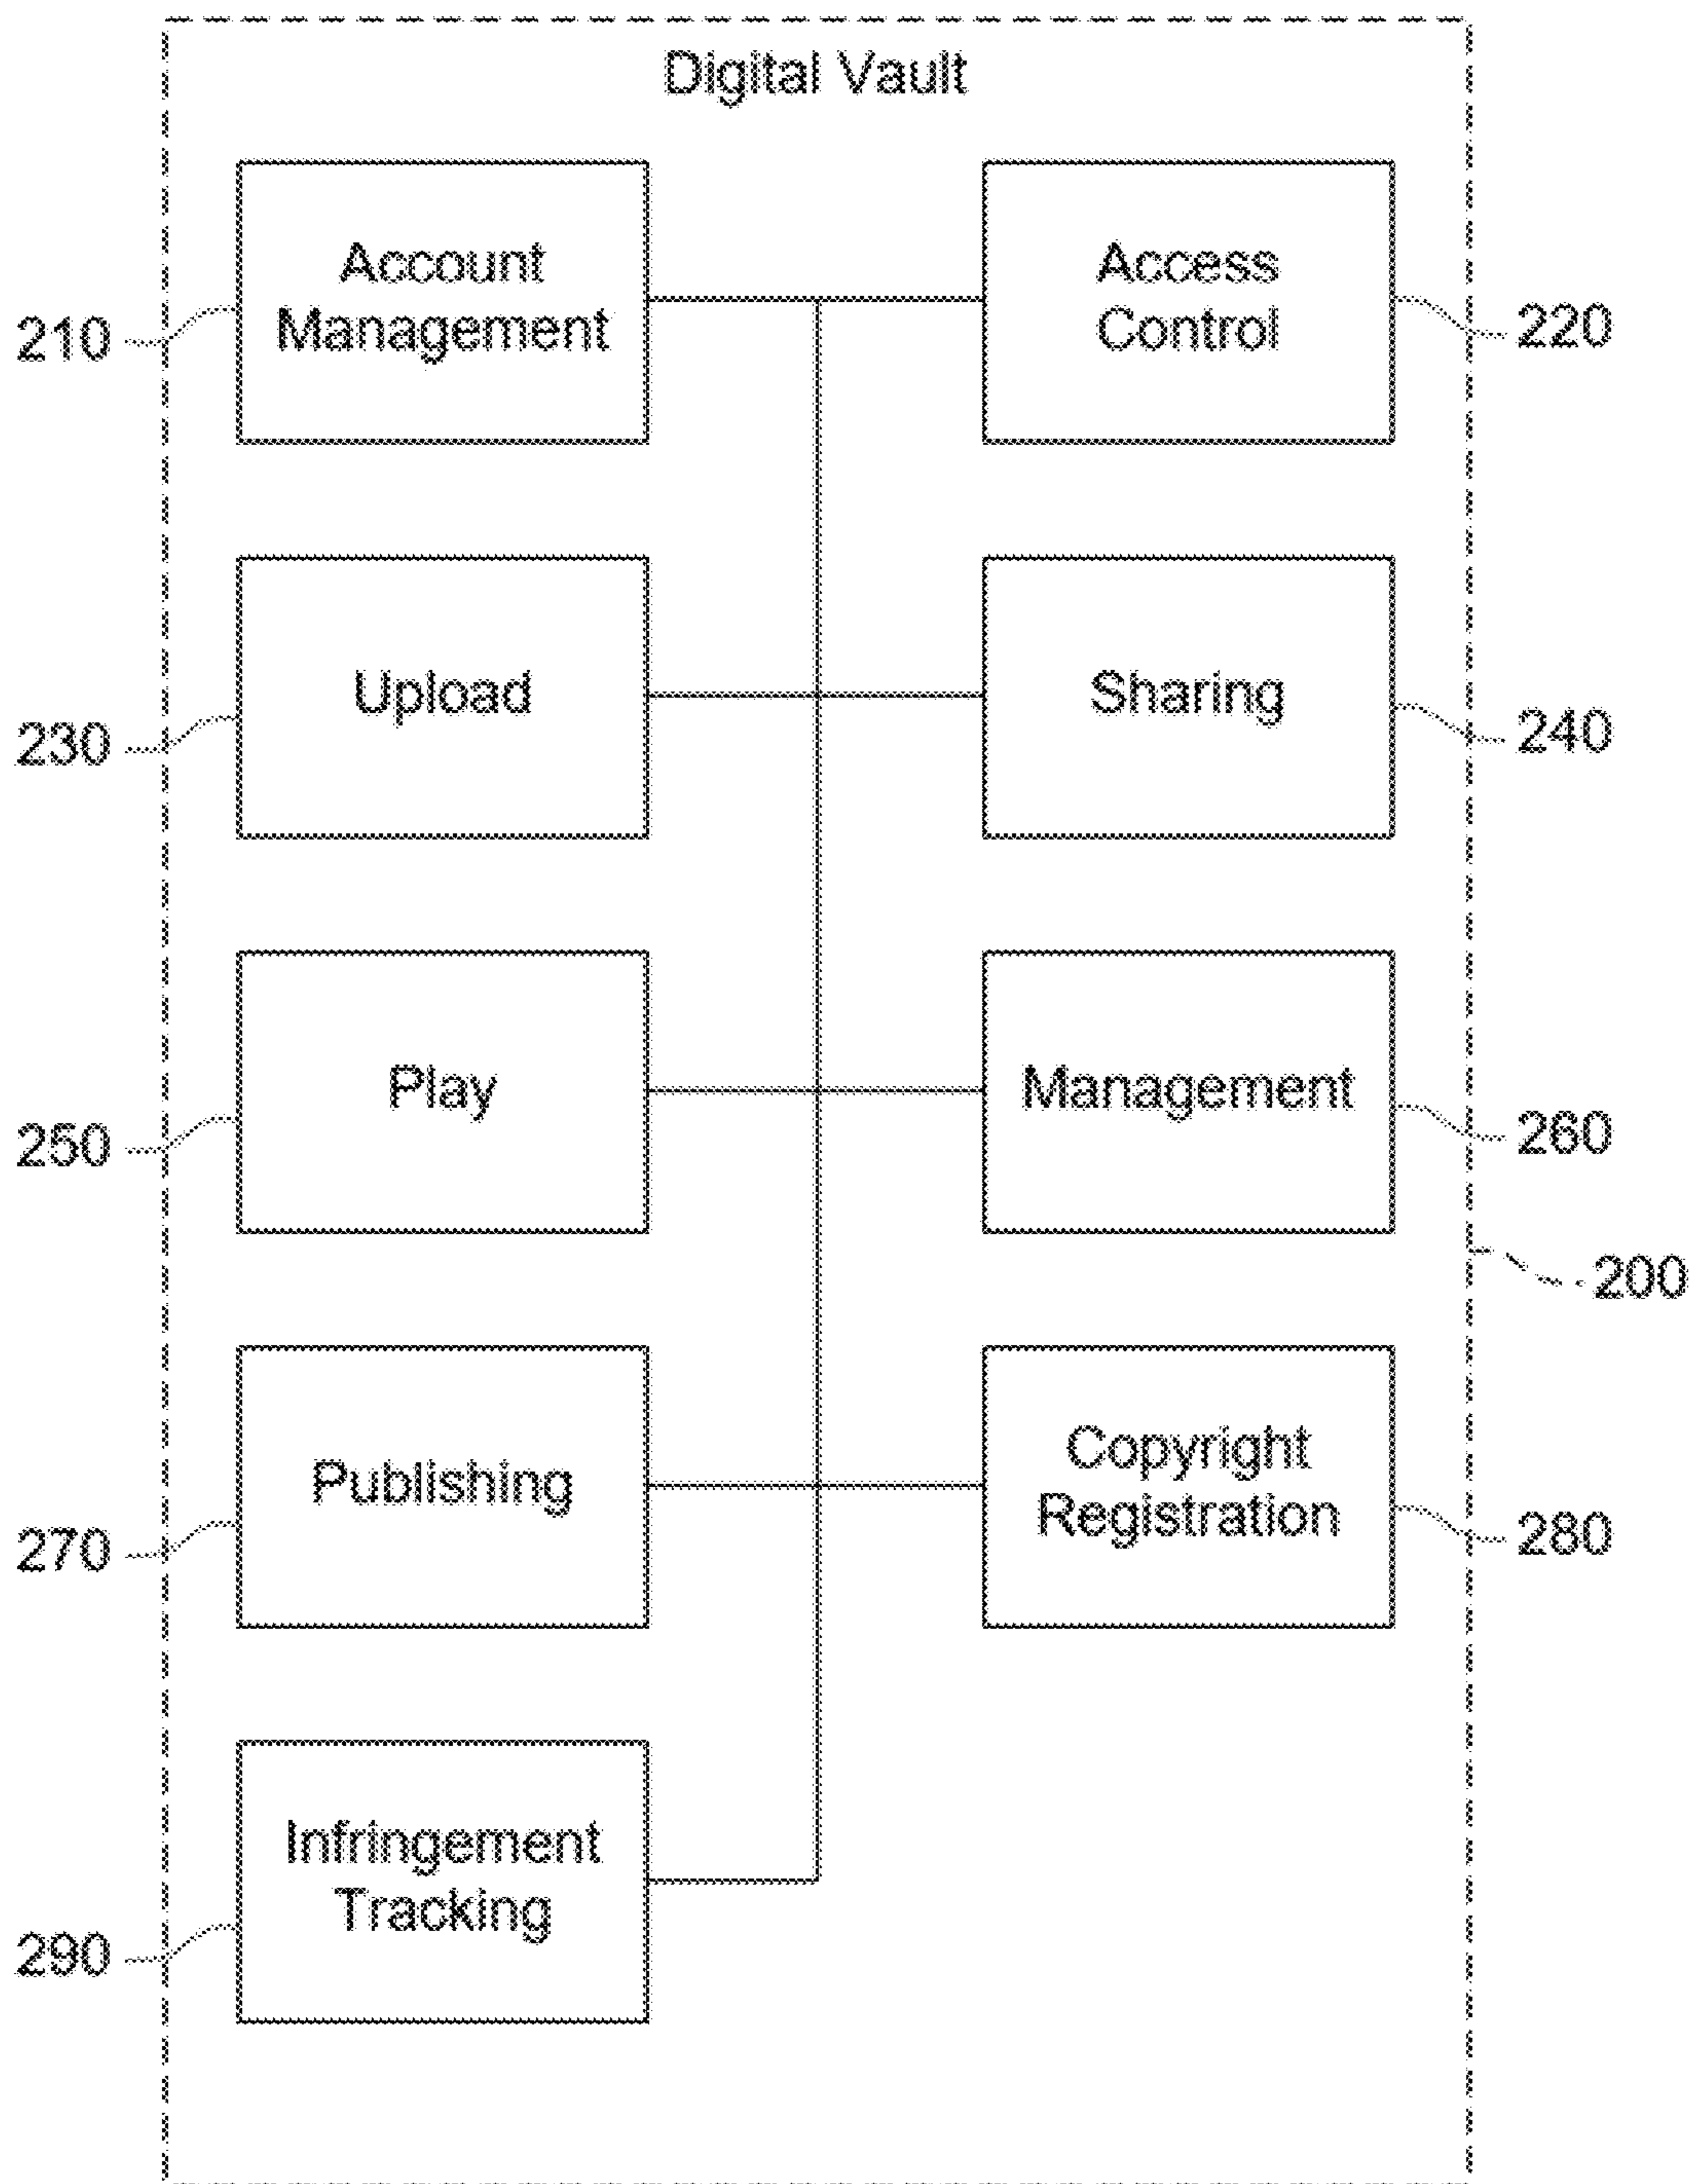 Digital Vault
Account
Management
210
Access
Control
220
Upload
230
Sharing
240
Play
250
Management
260
200
Publishing
270
Copyright
Registration
280
Infringement
Tracking
290